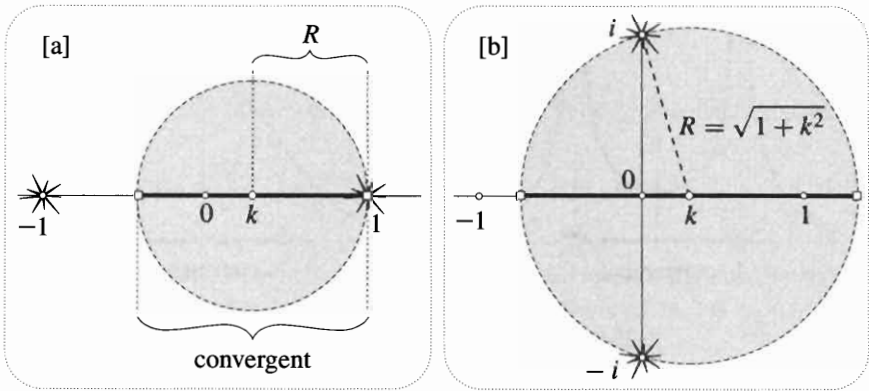 [a]
R
−1
0
k
1
convergent
[b]
i
R = √1 + k²
0
−1
k
1
− i